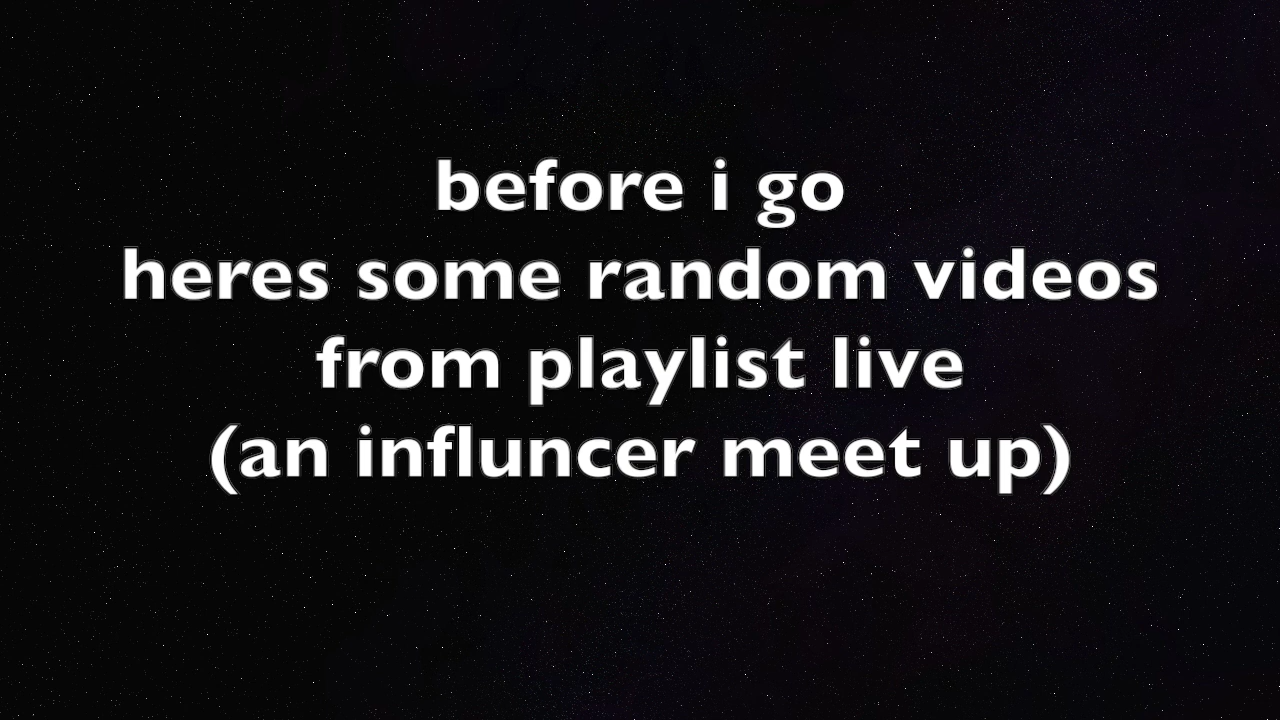 before i go
heres some random videos
from playlist live
(an influncer meet up)